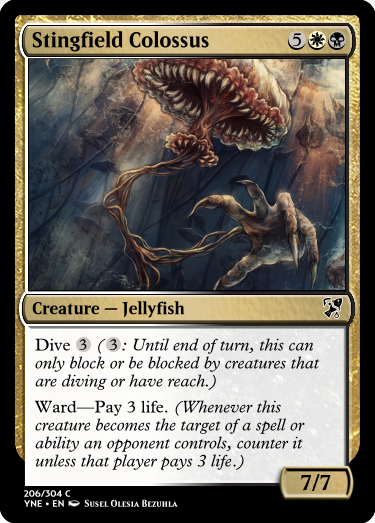 Stingfield Colossus 5
Creature — Jellyfish
Dive 3 (3: Until end of turn, this can
only block or be blocked by creatures that
are diving or have reach.)
Ward—Pay 3 life. (Whenever this
creature becomes the target of a spell or
ability an opponent controls, counter it
unless that player pays 3 life.)
7/7
206/304 C
YNE • EN Susel Olesia Bezuhla